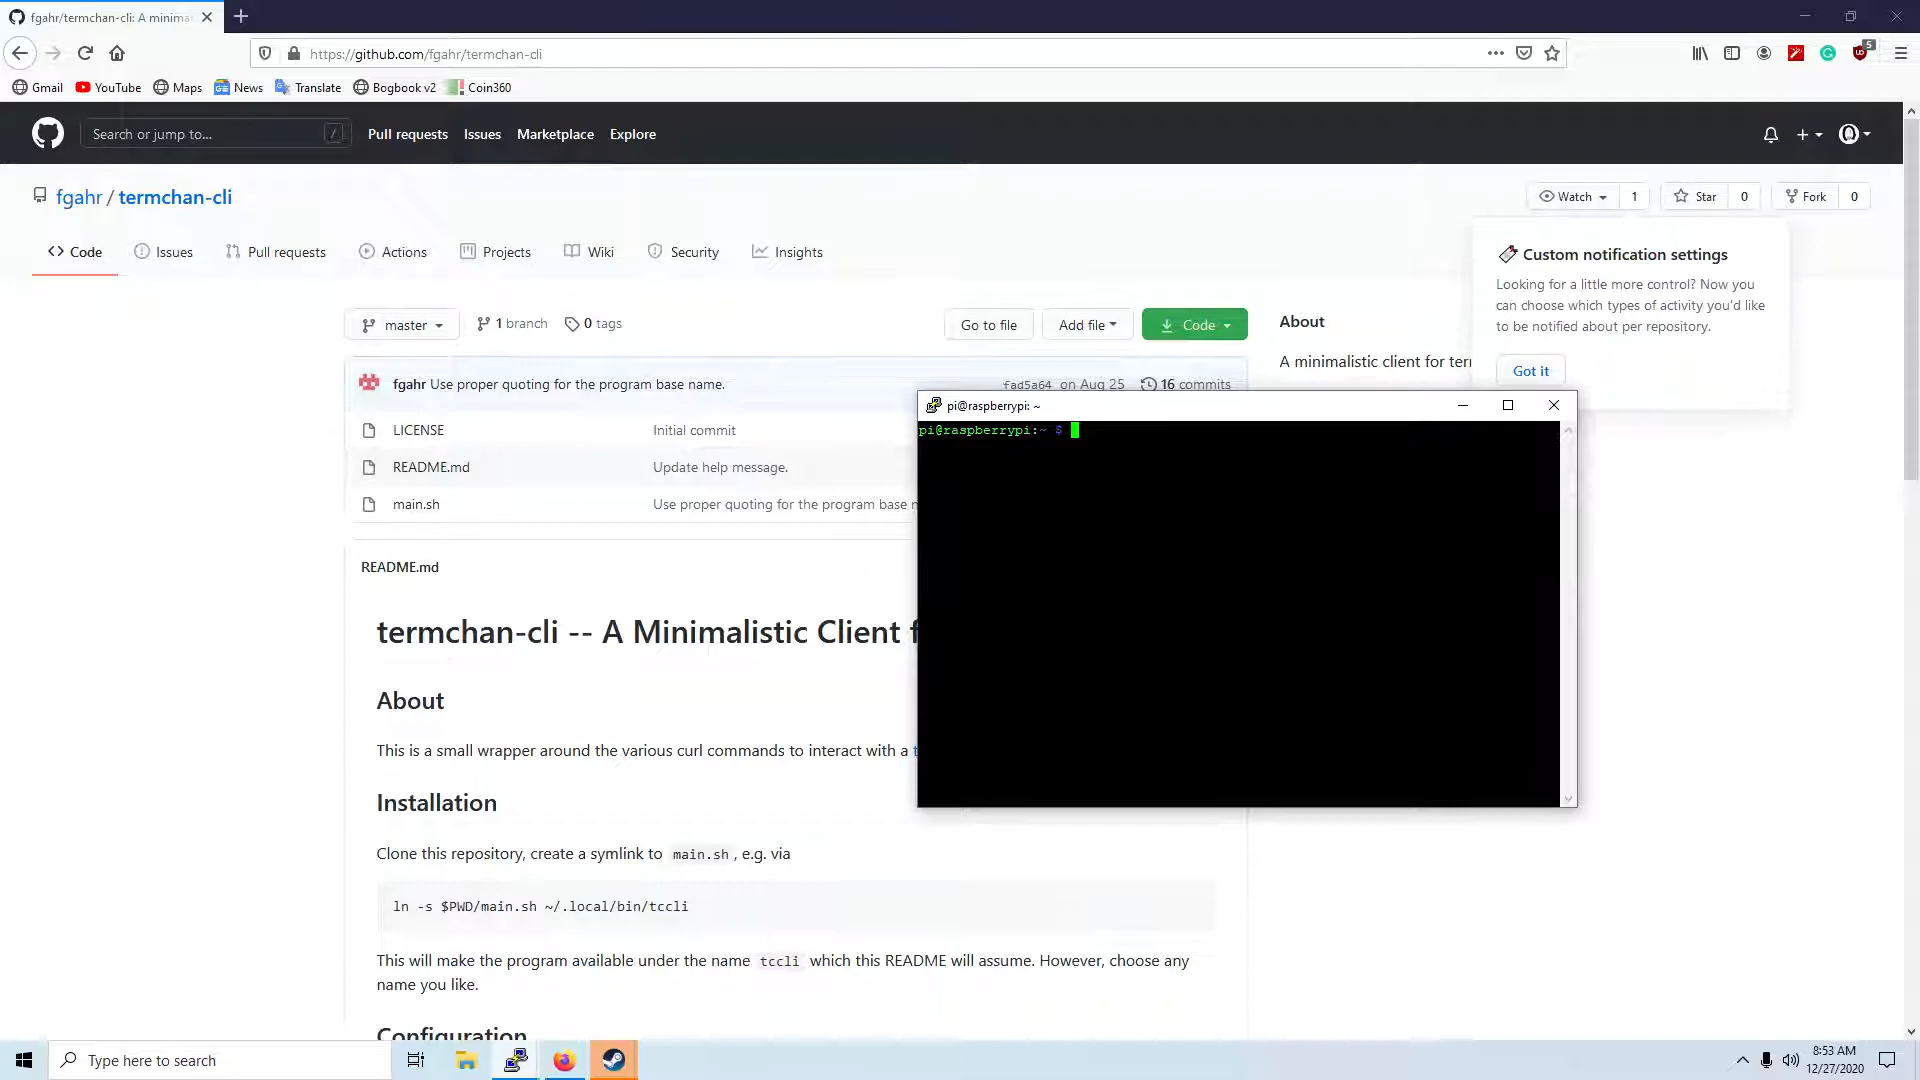 fgahr/termchan-cli: A minima
https://github.com/fgahr/termchan-cli
5
Gmail
YouTube
Maps
News
Translate
Bogbook v2
Coin360
Search or jump to...
/
Pull requests
Issues
Marketplace
Explore
fgahr / termchan-cli
Watch
1
Star
0
Fork
0
Code
Issues
Pull requests
Actions
Projects
Wiki
Security
Insights
Custom notification settings
Looking for a little more control? Now you
can choose which types of activity you'd like
to be notified about per repository.
Got it
master
1 branch
0 tags
Go to file
Add file
Code
About
A minimalistic client for
fgahr Use proper quoting for the program base name.
fad5a64 on Aug 25
16 commits
LICENSE
Initial commit
README.md
Update help message.
main.sh
Use proper quoting for the program base
pi@raspberrypi: ~
pi@raspberrypi:~ $
README.md
termchan-cli -- A Minimalistic Client
About
This is a small wrapper around the various curl commands to interact with a
Installation
Clone this repository, create a symlink to main.sh, e.g. via
ln -s $PWD/main.sh ~/.local/bin/tccli
This will make the program available under the name tccli which this README will assume. However, choose any
name you like.
Configuration
Type here to search
8:53 AM
12/27/2020